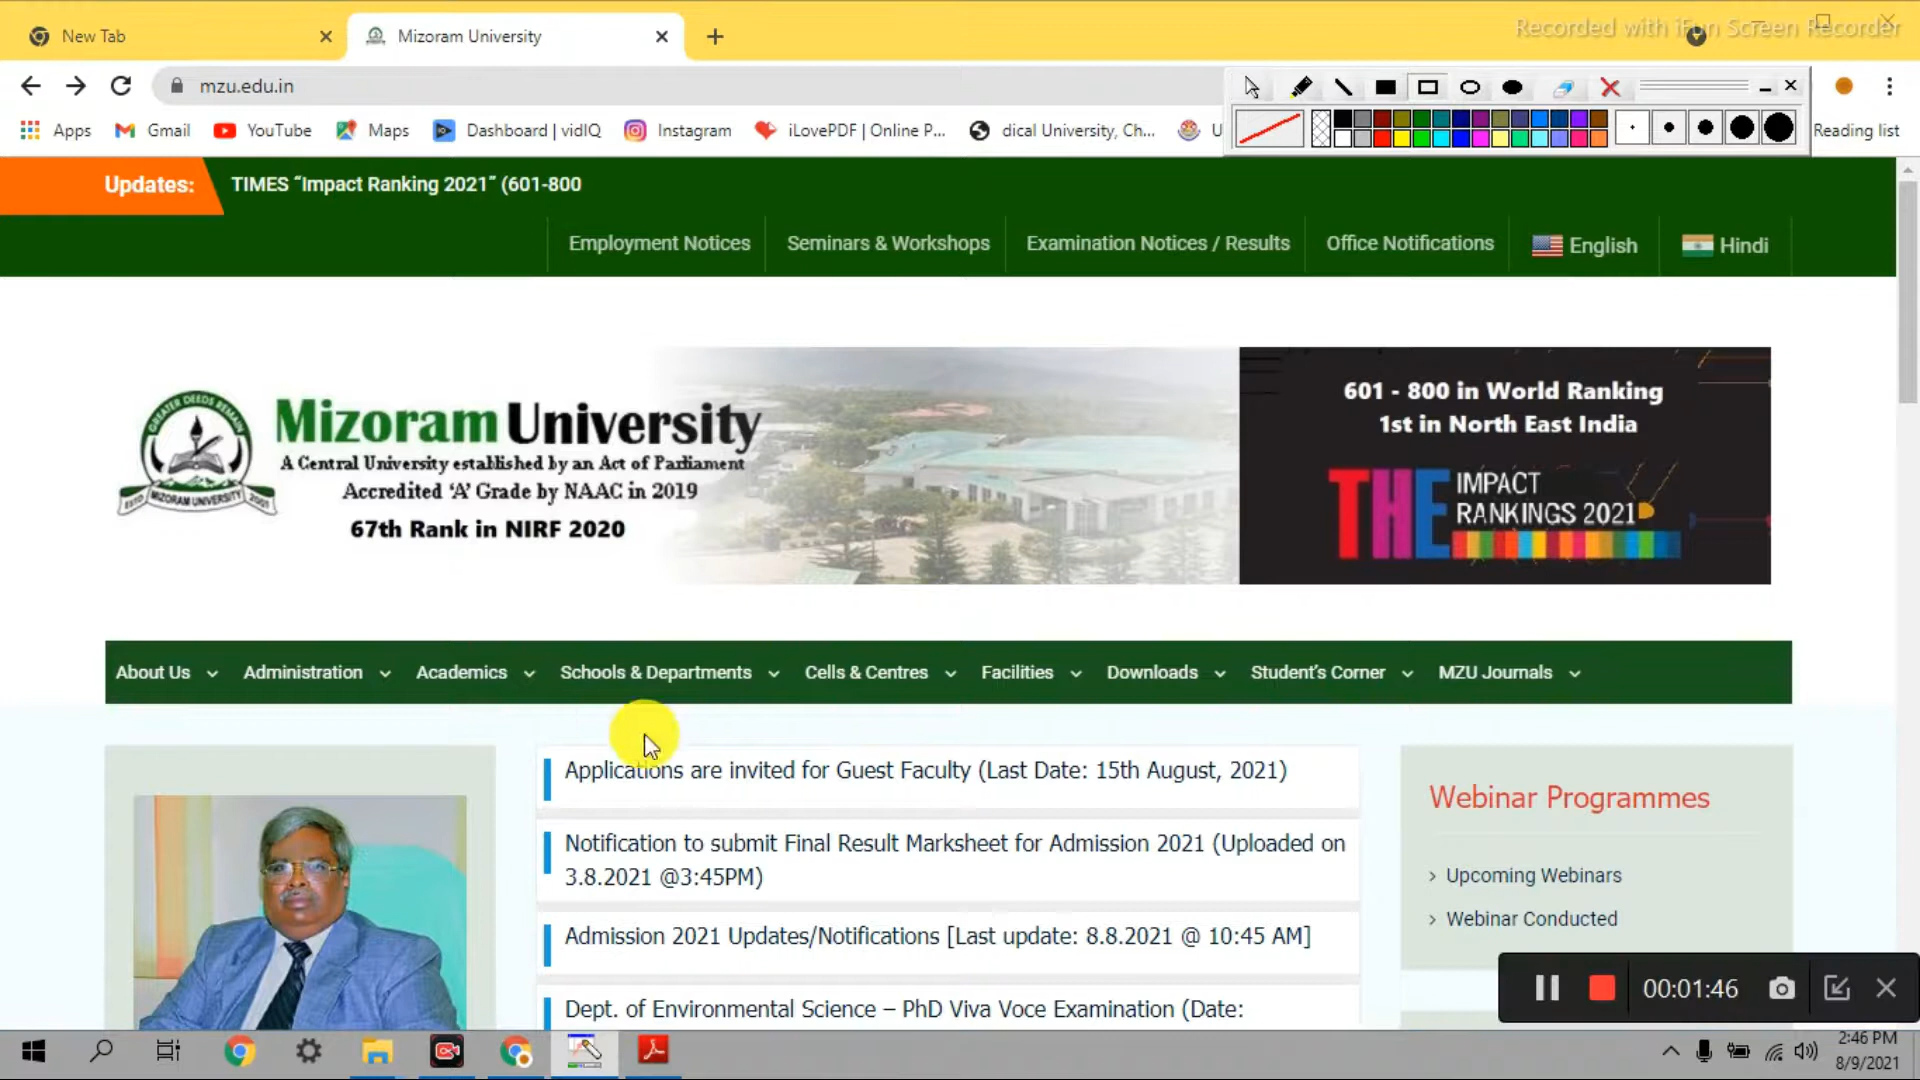 Recorded with iFun Screen Recorder
New Tab
Mizoram University
mzu.edu.in
Apps
Gmail
YouTube
Maps
Dashboard | vidIQ
Instagram
iLovePDF | Online P...
dical University, Ch...
U
Reading list
Updates:
TIMES “Impact Ranking 2021” (601-800
Employment Notices
Seminars & Workshops
Examination Notices / Results
Office Notifications
English
Hindi
GREATER DEEDS REMAIN
ESTD MIZORAM UNIVERSITY 2001
Mizoram University
A Central University established by an Act of Parliament
Accredited ‘A’ Grade by NAAC in 2019
67th Rank in NIRF 2020
601 - 800 in World Ranking
1st in North East India
THE IMPACT
RANKINGS 2021
About Us
Administration
Academics
Schools & Departments
Cells & Centres
Facilities
Downloads
Student’s Corner
MZU Journals
Applications are invited for Guest Faculty (Last Date: 15th August, 2021)
Notification to submit Final Result Marksheet for Admission 2021 (Uploaded on
3.8.2021 @3:45PM)
Admission 2021 Updates/Notifications [Last update: 8.8.2021 @ 10:45 AM]
Dept. of Environmental Science – PhD Viva Voce Examination (Date:
Webinar Programmes
Upcoming Webinars
Webinar Conducted
00:01:46
2:46 PM
8/9/2021